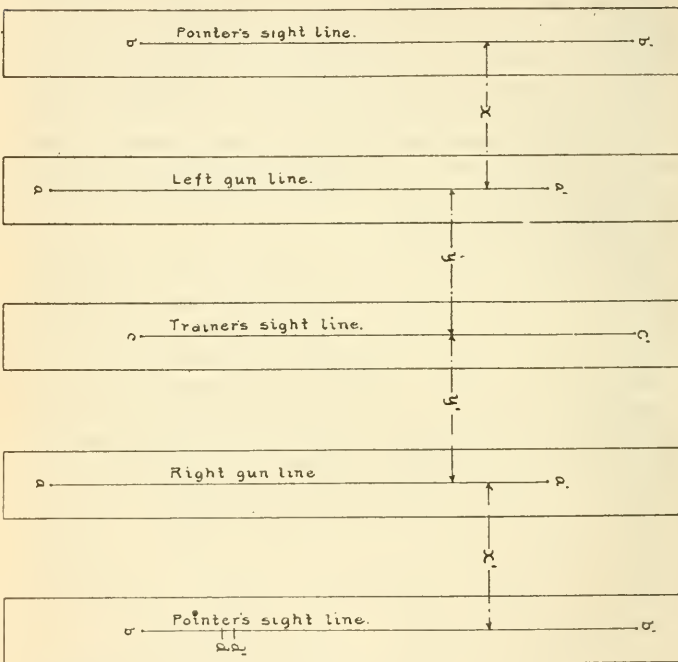 Pointer's sight line.
b b'
x
Left gun line.
a a'
y
Trainer's sight line.
c c'
y'
Right gun line
a a'
x'
Pointer's sight line.
b b'
d d'